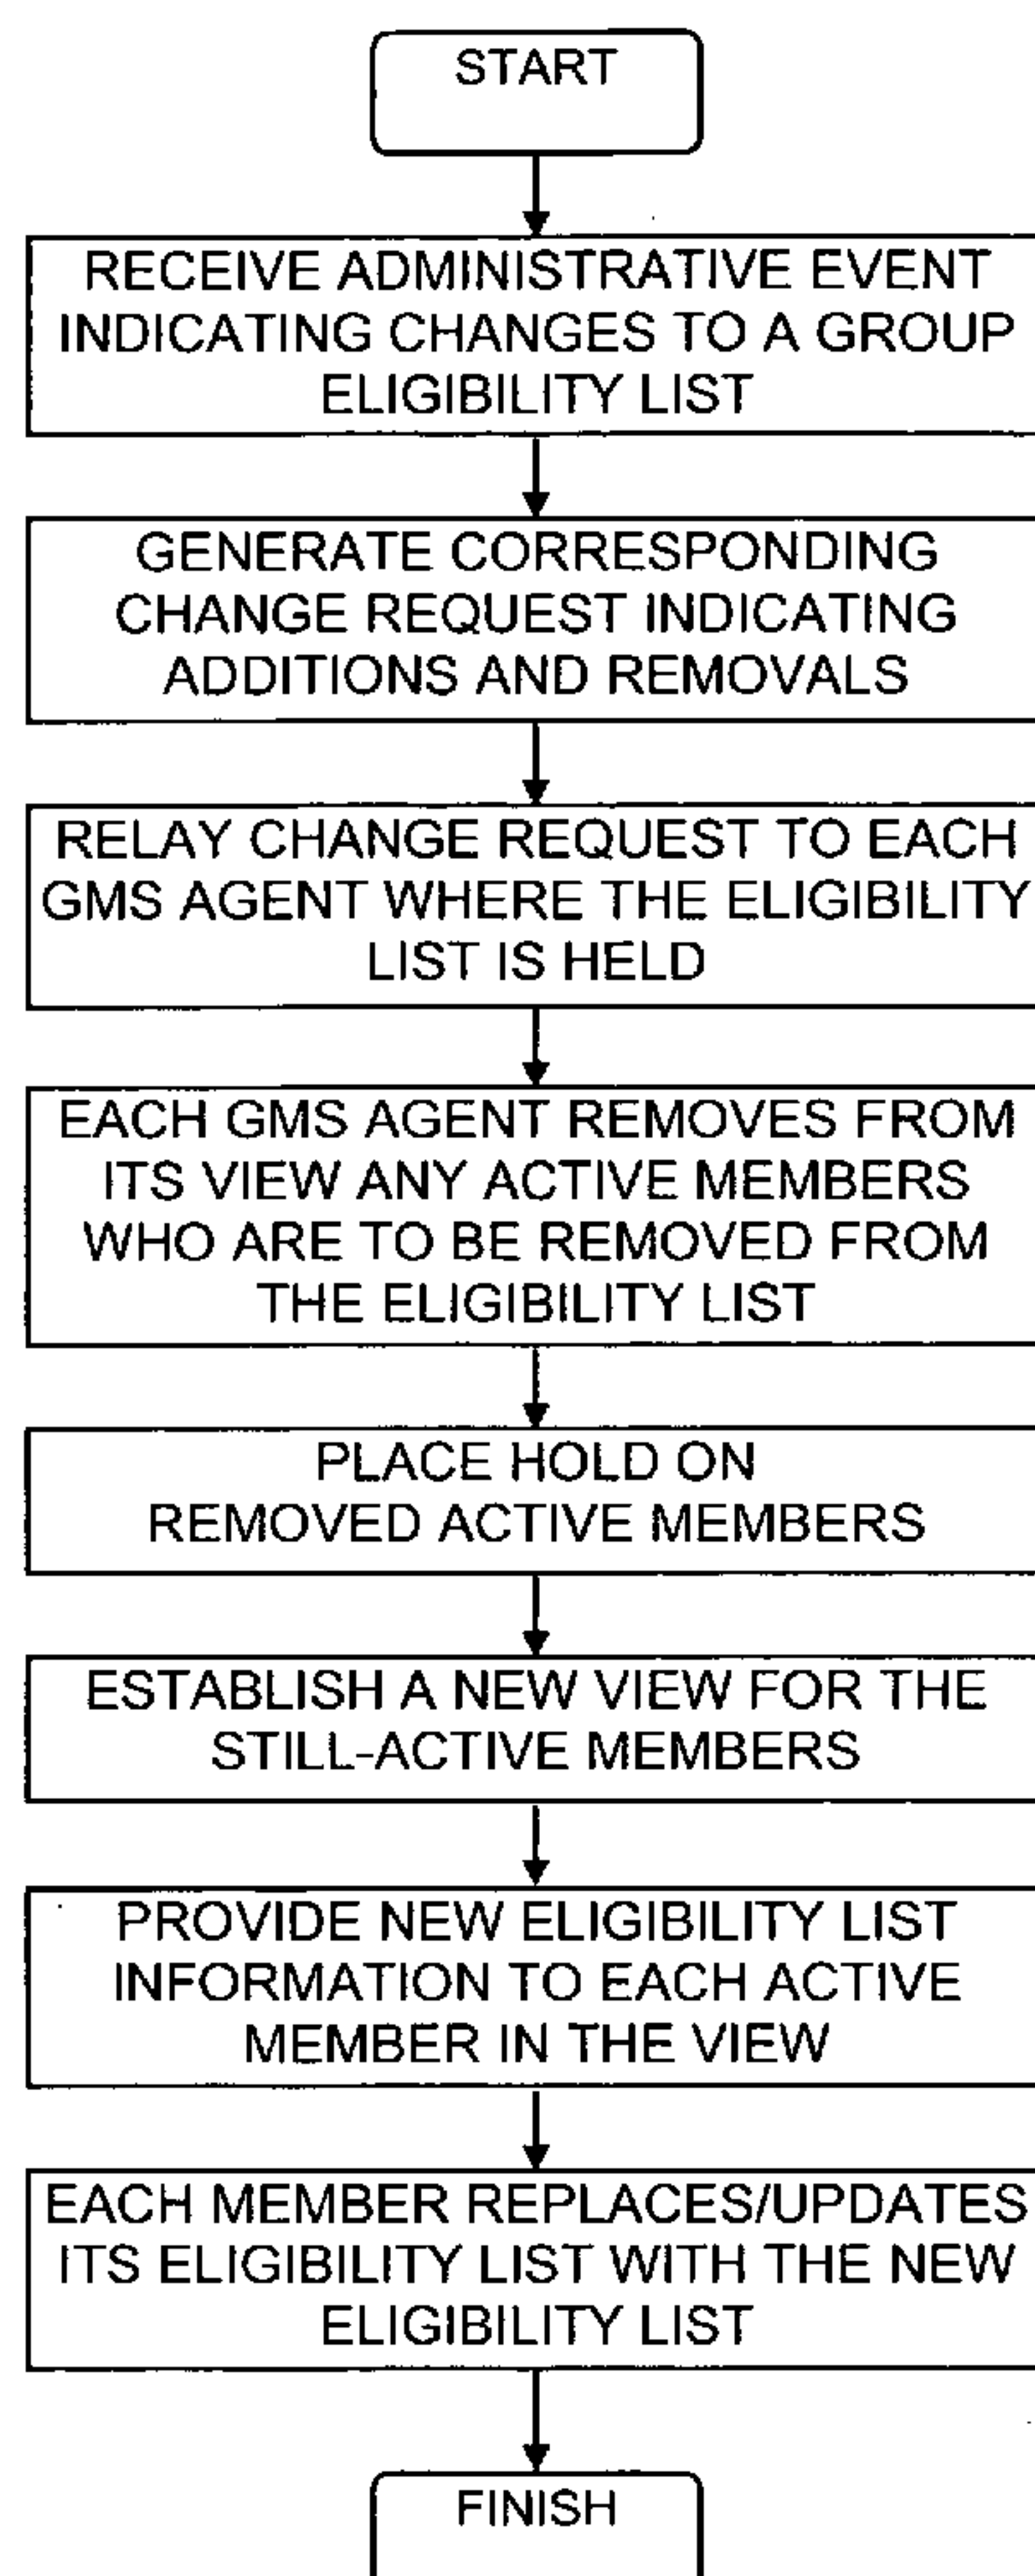 START
RECEIVE ADMINISTRATIVE EVENT
INDICATING CHANGES TO A GROUP
ELIGIBILITY LIST
GENERATE CORRESPONDING
CHANGE REQUEST INDICATING
ADDITIONS AND REMOVALS
RELAY CHANGE REQUEST TO EACH
GMS AGENT WHERE THE ELIGIBILITY
LIST IS HELD
EACH GMS AGENT REMOVES FROM
ITS VIEW ANY ACTIVE MEMBERS
WHO ARE TO BE REMOVED FROM
THE ELIGIBILITY LIST
PLACE HOLD ON
REMOVED ACTIVE MEMBERS
ESTABLISH A NEW VIEW FOR THE
STILL-ACTIVE MEMBERS
PROVIDE NEW ELIGIBILITY LIST
INFORMATION TO EACH ACTIVE
MEMBER IN THE VIEW
EACH MEMBER REPLACES/UPDATES
ITS ELIGIBILITY LIST WITH THE NEW
ELIGIBILITY LIST
FINISH